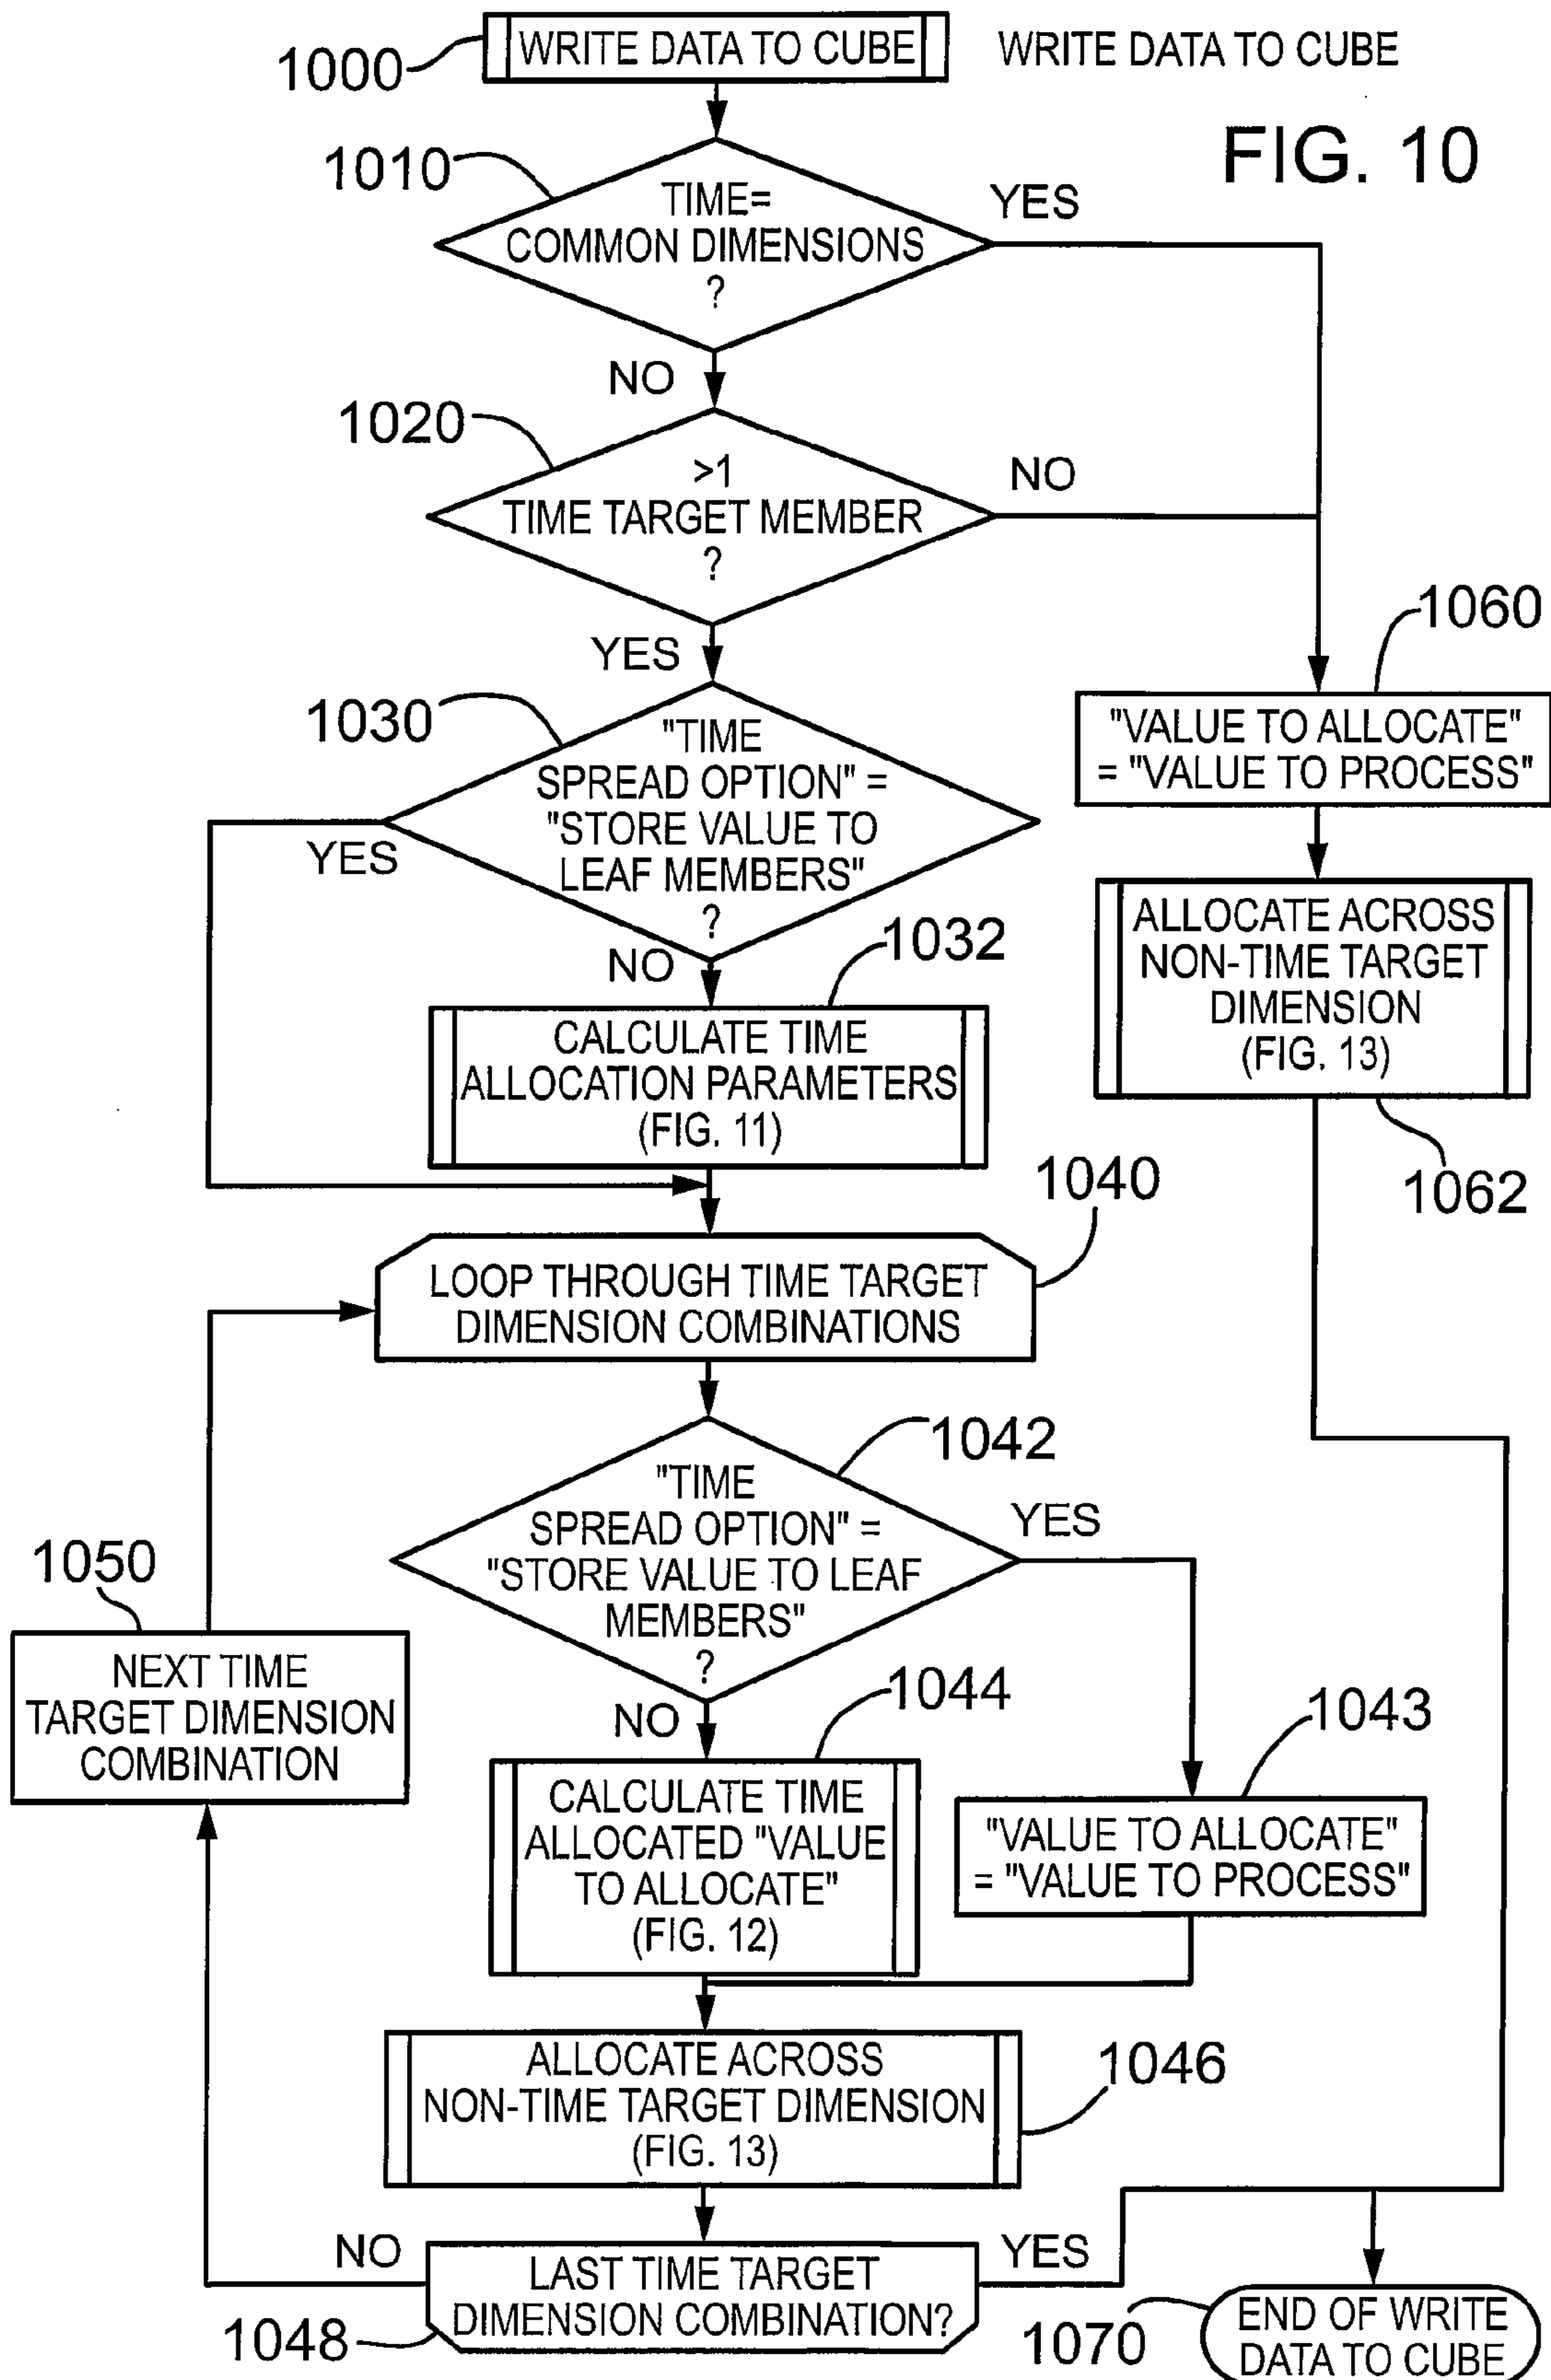 1000
WRITE DATA TO CUBE
WRITE DATA TO CUBE
FIG. 10
1010
TIME=
COMMON DIMENSIONS
?
YES
NO
1020
>1
TIME TARGET MEMBER
?
NO
YES
1030
"TIME
SPREAD OPTION" =
"STORE VALUE TO
LEAF MEMBERS"
?
YES
NO
1060
"VALUE TO ALLOCATE"
= "VALUE TO PROCESS"
1032
CALCULATE TIME
ALLOCATION PARAMETERS
(FIG. 11)
ALLOCATE ACROSS
NON-TIME TARGET
DIMENSION
(FIG. 13)
1062
1040
LOOP THROUGH TIME TARGET
DIMENSION COMBINATIONS
1042
"TIME
SPREAD OPTION" =
"STORE VALUE TO LEAF
MEMBERS"
?
YES
NO
1050
NEXT TIME
TARGET DIMENSION
COMBINATION
1044
CALCULATE TIME
ALLOCATED "VALUE
TO ALLOCATE"
(FIG. 12)
1043
"VALUE TO ALLOCATE"
= "VALUE TO PROCESS"
ALLOCATE ACROSS
NON-TIME TARGET DIMENSION
(FIG. 13)
1046
NO
LAST TIME TARGET
DIMENSION COMBINATION?
YES
1048
1070
END OF WRITE
DATA TO CUBE